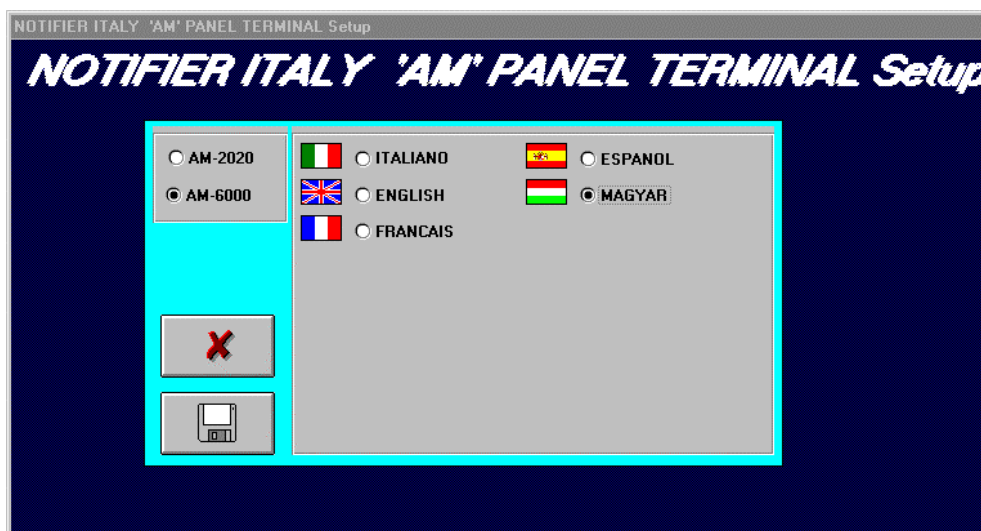 NOTIFIER ITALY 'AM' PANEL TERMINAL Setup
NOTIFIER ITALY 'AM' PANEL TERMINAL Setup
AM-2020
AM-6000
ITALIANO
ENGLISH
FRANCAIS
ESPANOL
MAGYAR